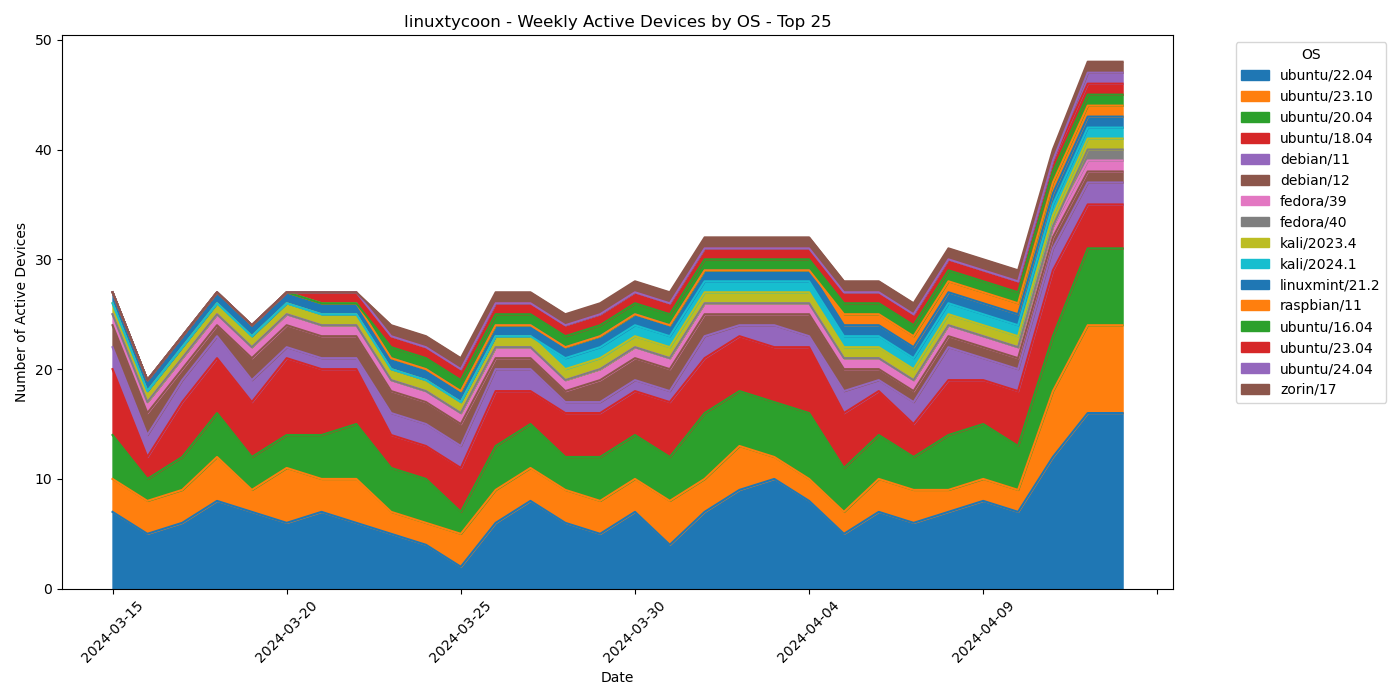 linuxtycoon - Weekly Active Devices by OS - Top 25
50
40
30
20
10
0
Number of Active Devices
2024-03-15
2024-03-20
2024-03-25
2024-03-30
2024-04-04
2024-04-09
Date
OS
ubuntu/22.04
ubuntu/23.10
ubuntu/20.04
ubuntu/18.04
debian/11
debian/12
fedora/39
fedora/40
kali/2023.4
kali/2024.1
linuxmint/21.2
raspbian/11
ubuntu/16.04
ubuntu/23.04
ubuntu/24.04
zorin/17